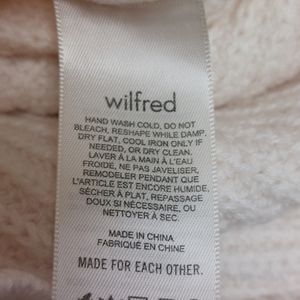 wilfred
HAND WASH COLD, DO NOT
BLEACH, RESHAPE WHILE DAMP,
DRY FLAT, COOL IRON ONLY IF
NEEDED, OR DRY CLEAN.
LAVER À LA MAIN À L'EAU
FROIDE, NE PAS JAVELISER,
REMODELER PENDANT QUE
L'ARTICLE EST ENCORE HUMIDE,
SÉCHER À PLAT, REPASSAGE
DOUX SI NÉCESSAIRE, OU
NETTOYER À SEC.
MADE IN CHINA
FABRIQUÉ EN CHINE
MADE FOR EACH OTHER.